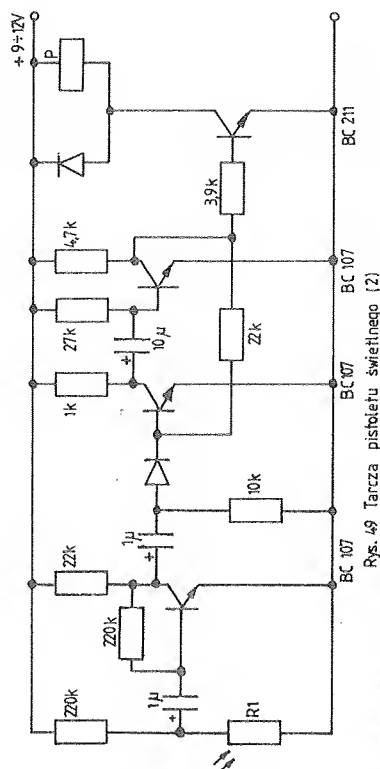 + 9÷12V
P
220k
22k
1k
27k
4,7k
220k
1µ
+
1µ
+
10µ
+
R1
10k
22k
3,9k
BC 107
BC 107
BC 107
BC 211
Rys. 49 Tarcza pistoletu świetlnego (2)